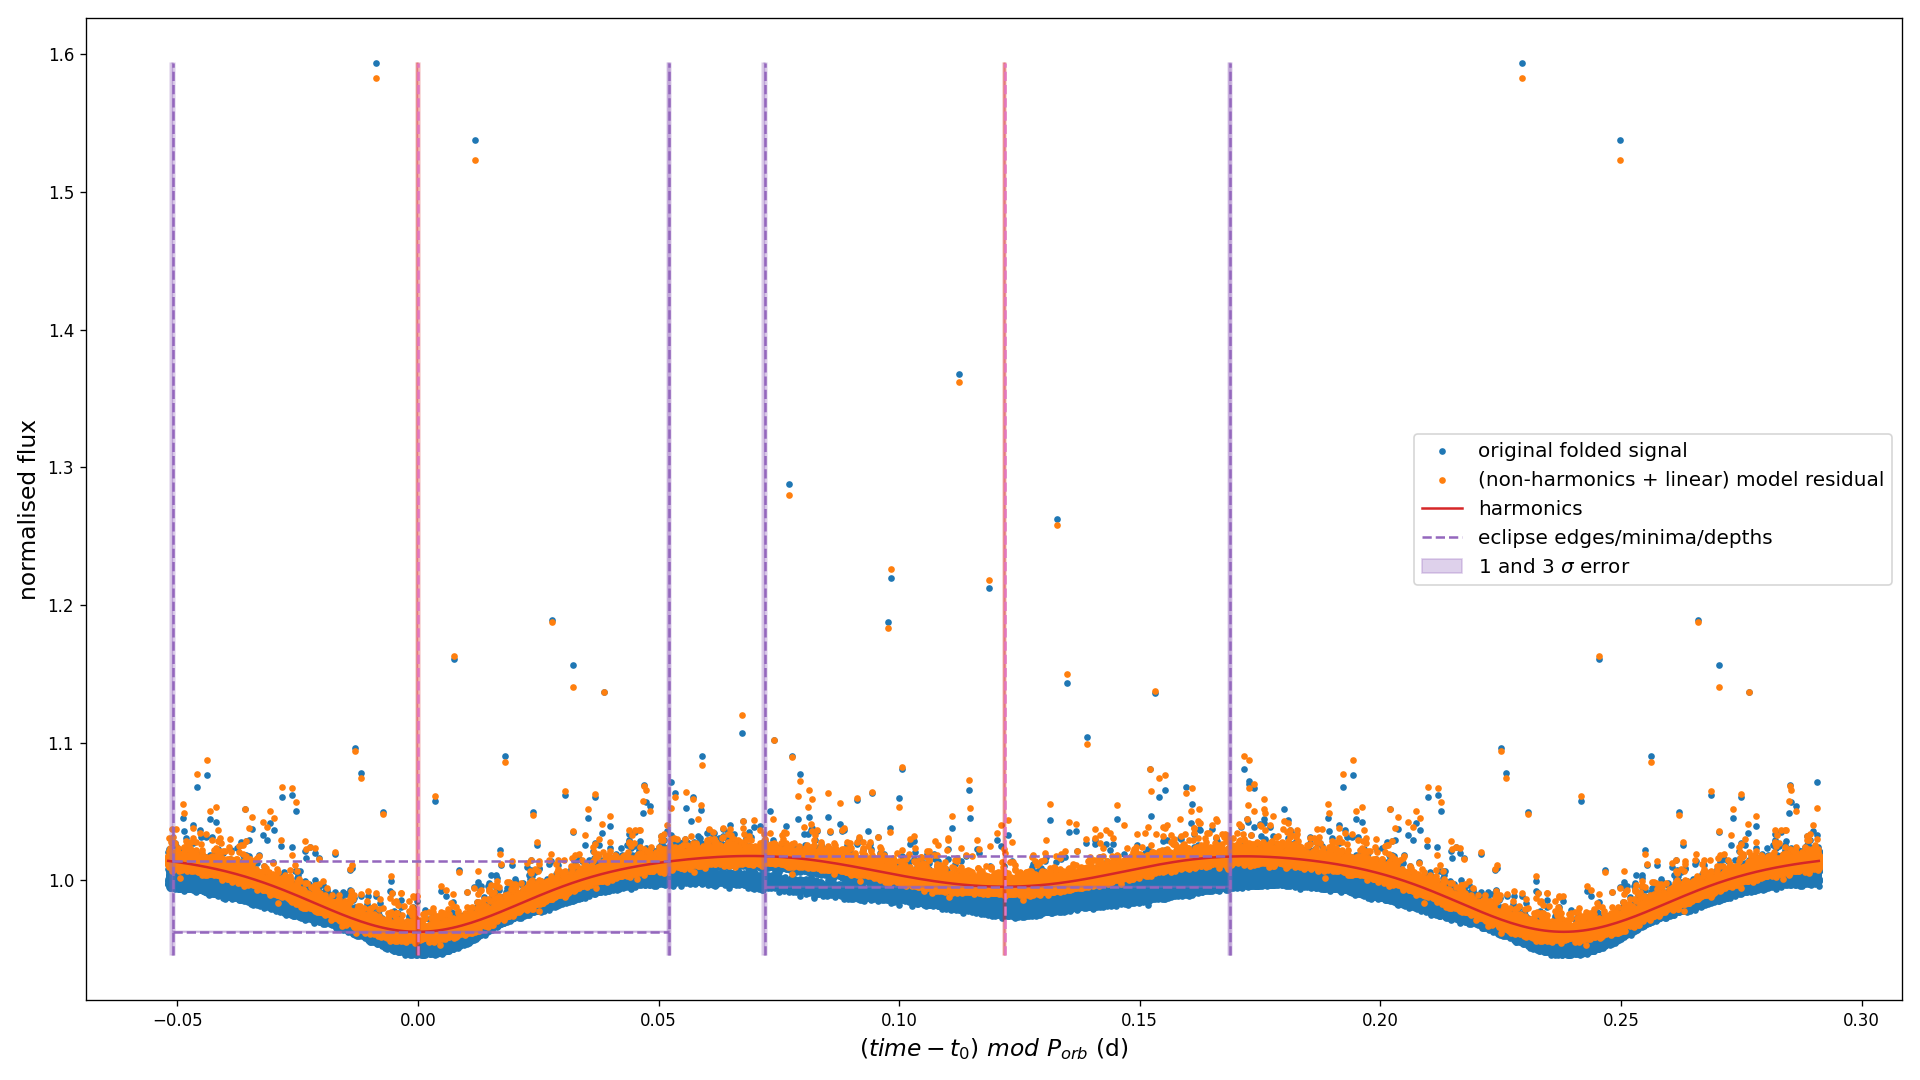 normalised flux
1.6
1.5
1.4
1.3
1.2
1.1
1.0
original folded signal
(non-harmonics + linear) model residual
harmonics
eclipse edges/minima/depths
1 and 3 σ error
−0.05 0.00 0.05 0.10 0.15 0.20 0.25 0.30
(time − t₀) mod Pₒᵣb (d)